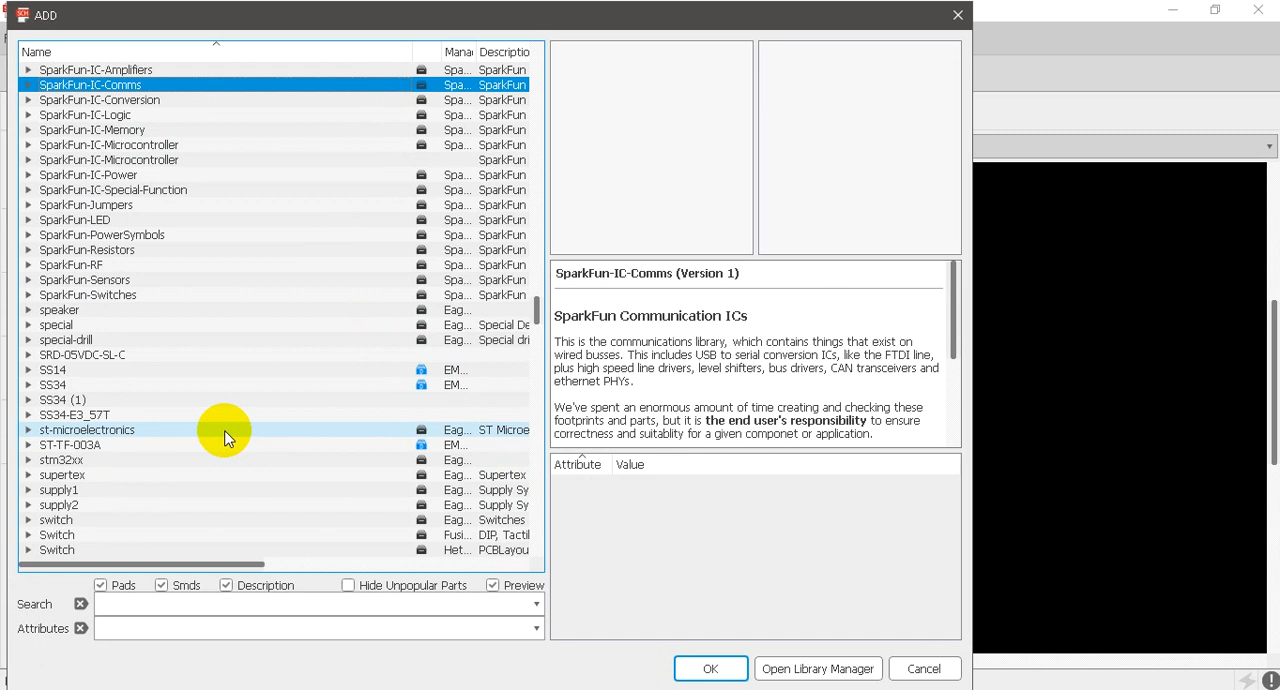 SCH ADD
Name Mana Descriptio
SparkFun-IC-Amplifiers Spa... SparkFun
SparkFun-IC-Comms Spa... SparkFun
SparkFun-IC-Conversion Spa... SparkFun
SparkFun-IC-Logic Spa... SparkFun
SparkFun-IC-Memory Spa... SparkFun
SparkFun-IC-Microcontroller Spa... SparkFun
SparkFun-IC-Microcontroller SparkFun
SparkFun-IC-Power Spa... SparkFun
SparkFun-IC-Special-Function Spa... SparkFun
SparkFun-Jumpers Spa... SparkFun
SparkFun-LED Spa... SparkFun
SparkFun-PowerSymbols Spa... SparkFun
SparkFun-Resistors Spa... SparkFun
SparkFun-RF Spa... SparkFun
SparkFun-Sensors Spa... SparkFun
SparkFun-Switches Spa... SparkFun
speaker Eag...
special Eag... Special De
special-drill Eag... Special dri
SRD-05VDC-SL-C
SS14 EM...
SS34 EM...
SS34 (1)
SS34-E3_57T
st-microelectronics Eag... ST Microe
ST-TF-003A EM...
stm32xx Eag...
supertex Eag... Supertex
supply1 Eag... Supply Sy
supply2 Eag... Supply Sy
switch Eag... Switches
Switch Fusi... DIP, Tactil
Switch Het... PCBLayou
Pads Smds Description Hide Unpopular Parts Preview
Search
Attributes
SparkFun-IC-Comms (Version 1)
SparkFun Communication ICs
This is the communications library, which contains things that exist on
wired busses. This includes USB to serial conversion ICs, like the FTDI line,
plus high speed line drivers, level shifters, bus drivers, CAN transceivers and
ethernet PHYs.
We've spent an enormous amount of time creating and checking these
footprints and parts, but it is the end user's responsibility to ensure
correctness and suitablity for a given componet or application.
Attribute Value
OK Open Library Manager Cancel